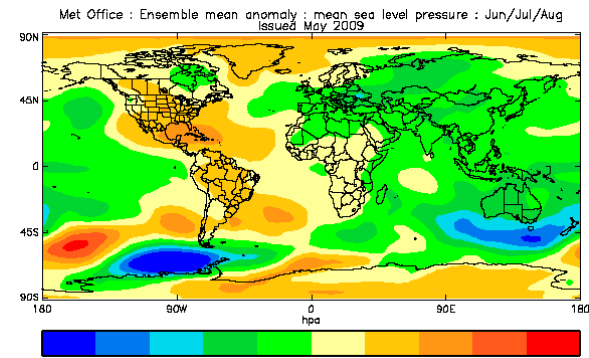 Met Office : Ensemble mean anomaly : mean sea level pressure : Jun/Jul/Aug
Issued May 2009
90N
45N
0
45S
90S
180 90W 0 90E 180
hpa